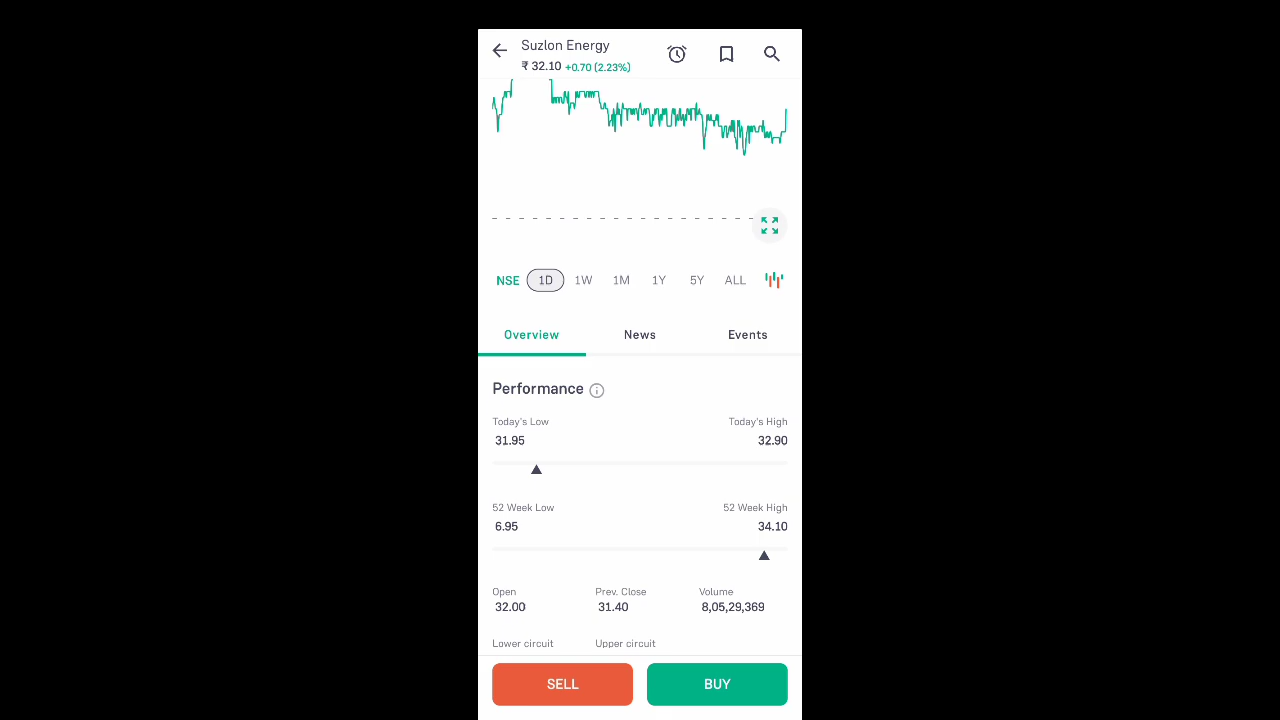 Suzlon Energy
₹ 32.10 +0.70 (2.23%)
NSE 1D 1W 1M 1Y 5Y ALL
Overview News Events
Performance
Today's Low Today's High
31.95 32.90
52 Week Low 52 Week High
6.95 34.10
Open Prev. Close Volume
32.00 31.40 8,05,29,369
Lower circuit Upper circuit
SELL BUY